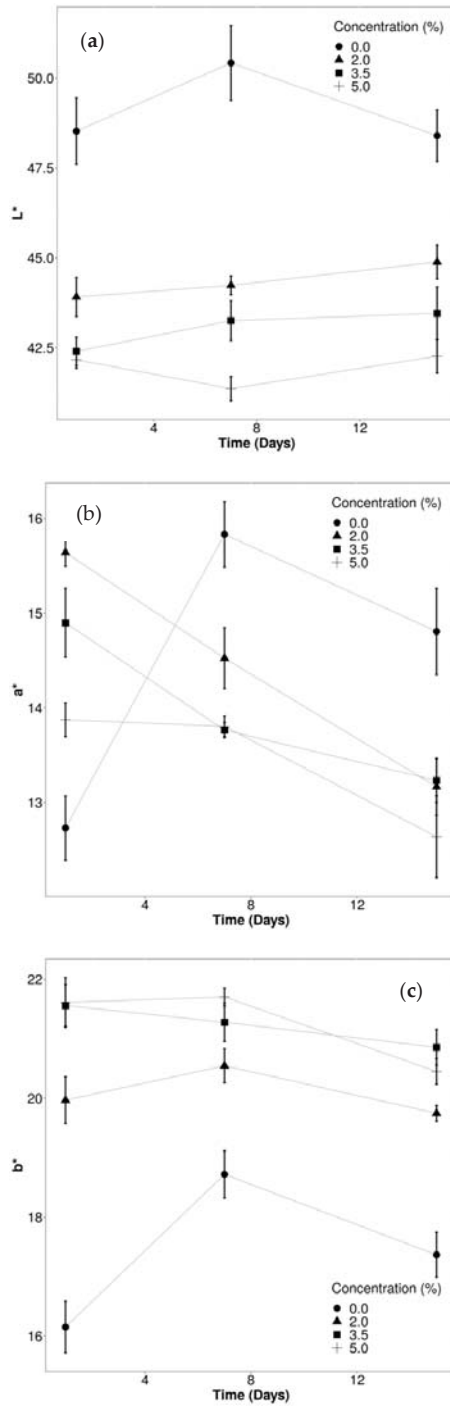 (a)
Concentration (%)
0.0
2.0
3.5
5.0
50.0
47.5
45.0
42.5
L*
4
8
12
Time (Days)
(b)
Concentration (%)
0.0
2.0
3.5
5.0
16
15
14
13
a*
4
8
12
Time (Days)
(c)
22
20
18
16
b*
Concentration (%)
0.0
2.0
3.5
5.0
4
8
12
Time (Days)